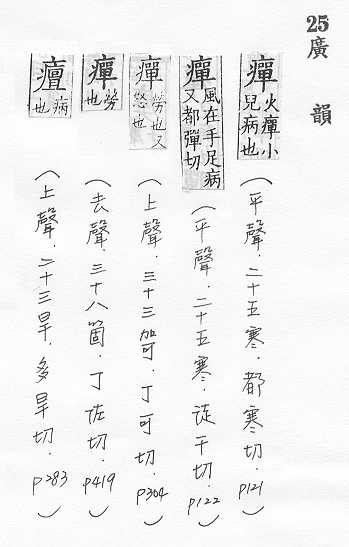 25廣韻
癉 火癉小兒病也
(平聲．二十五寒．都寒切．P121)
癉 風在手足病又都彈切
(平聲．二十五寒．徒干切．P122)
癉 勞也又怒也
(上聲．三十三哿．丁可切．P304)
癉 勞也
(去聲．三十八箇．丁佐切．P419)
癉 病也
(上聲．二十三旱．多旱切．P283)